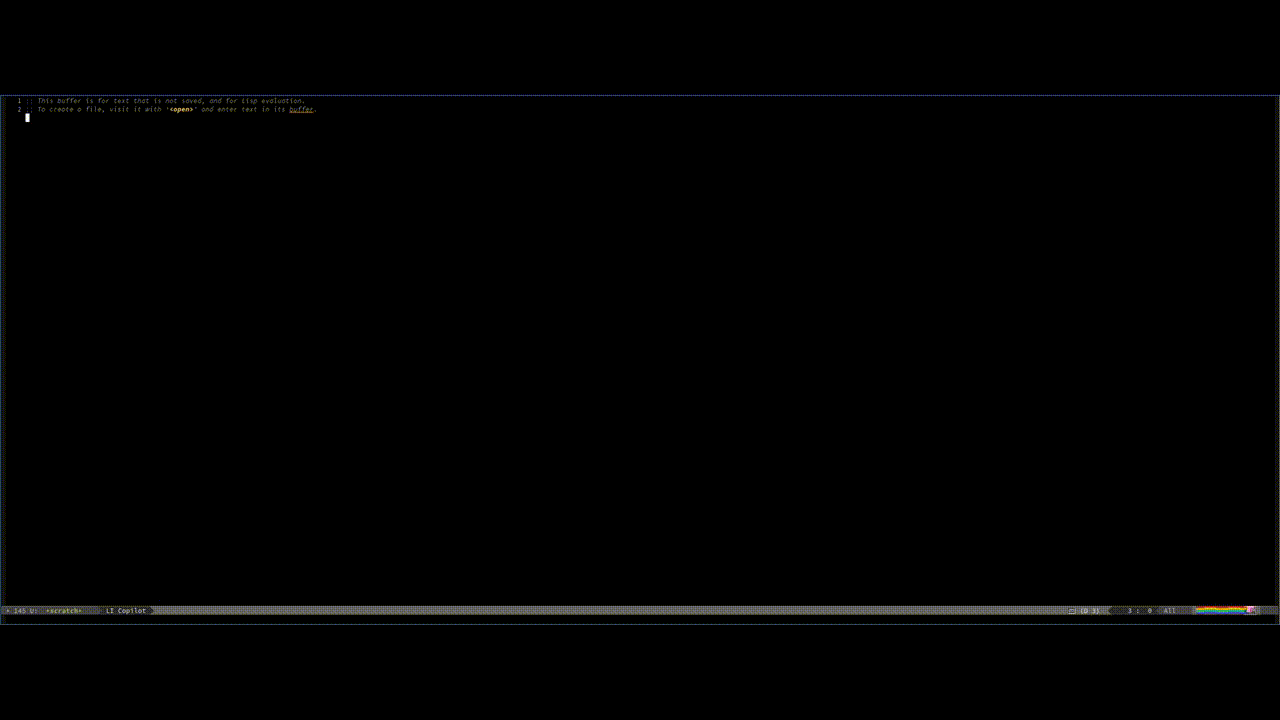 1 ;; This buffer is for text that is not saved, and for Lisp evaluation.
2 ;; To create a file, visit it with ‘<open>’ and enter text in its buffer.
145 U: *scratch* LI Copilot (D 3) 3 : 0 All